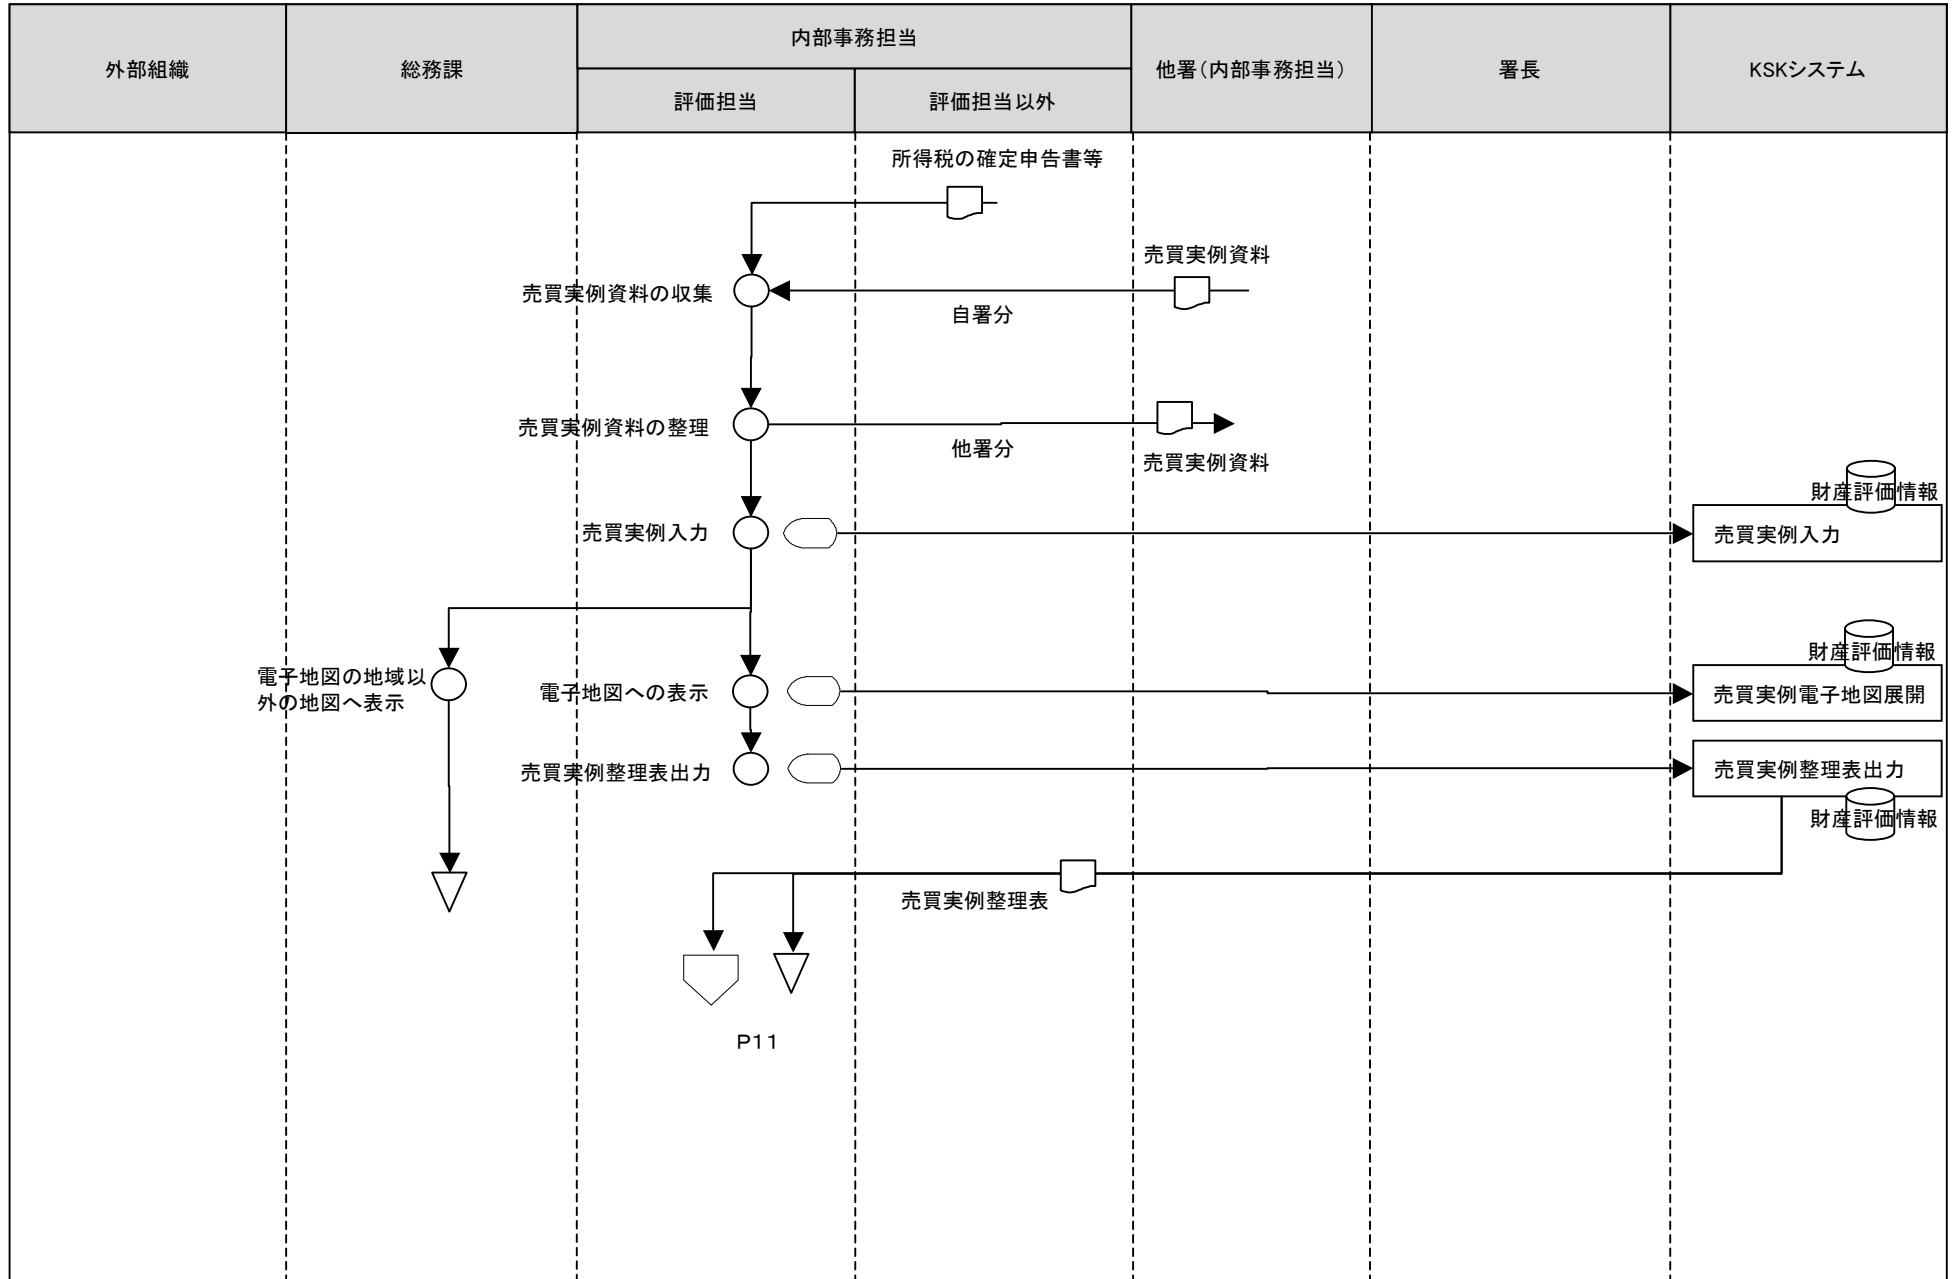 外部組織
総務課
内部事務担当
評価担当
評価担当以外
他署(内部事務担当)
署長
KSKシステム
所得税の確定申告書等
売買実例資料
売買実例資料の収集
自署分
売買実例資料の整理
他署分
売買実例資料
財産評価情報
売買実例入力
売買実例入力
財産評価情報
電子地図の地域以
外の地図へ表示
電子地図への表示
売買実例電子地図展開
売買実例整理表出力
売買実例整理表出力
財産評価情報
売買実例整理表
P11